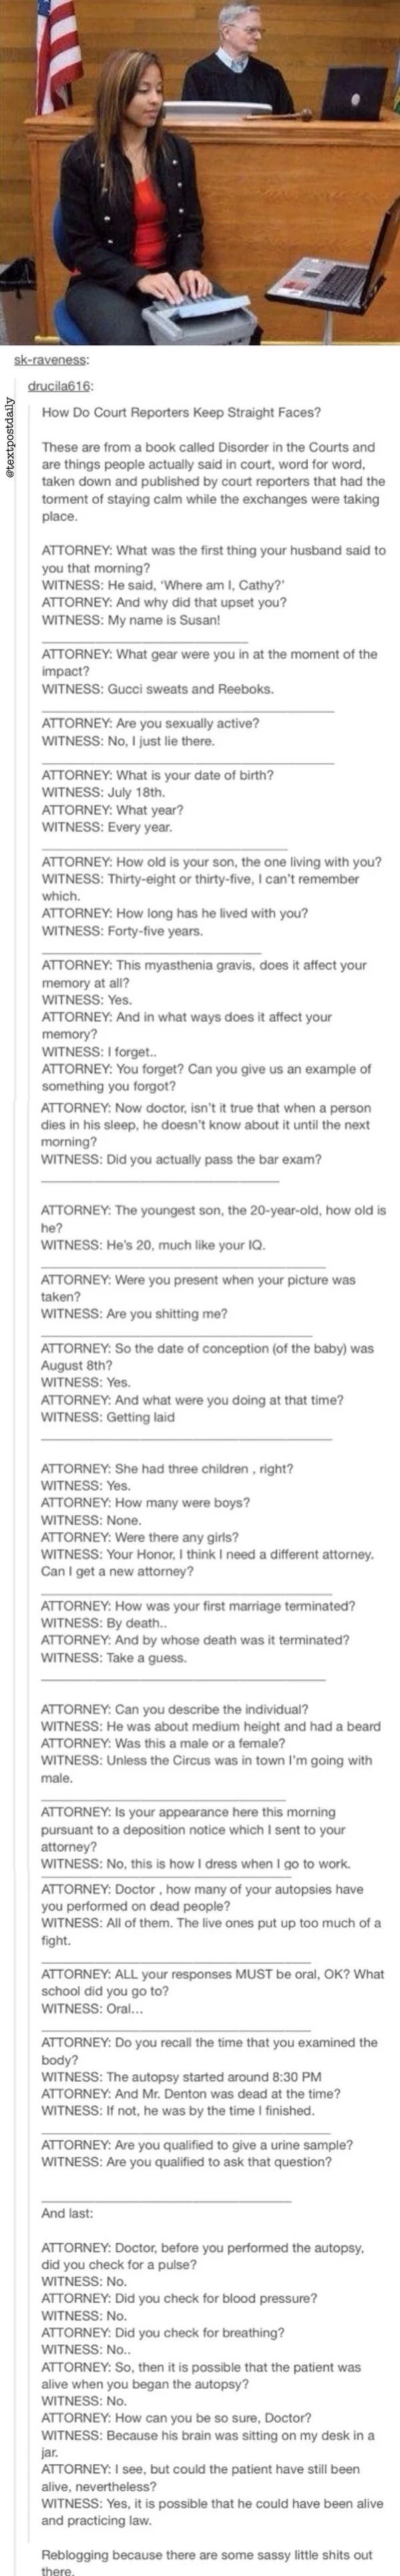 sk-raveness:
drucila616:
@textpostdaily
How Do Court Reporters Keep Straight Faces?
These are from a book called Disorder in the Courts and
are things people actually said in court, word for word,
taken down and published by court reporters that had the
torment of staying calm while the exchanges were taking
place.
ATTORNEY: What was the first thing your husband said to
you that morning?
WITNESS: He said, ‘Where am I, Cathy?’
ATTORNEY: And why did that upset you?
WITNESS: My name is Susan!
ATTORNEY: What gear were you in at the moment of the
impact?
WITNESS: Gucci sweats and Reeboks.
ATTORNEY: Are you sexually active?
WITNESS: No, I just lie there.
ATTORNEY: What is your date of birth?
WITNESS: July 18th.
ATTORNEY: What year?
WITNESS: Every year.
ATTORNEY: How old is your son, the one living with you?
WITNESS: Thirty-eight or thirty-five, I can’t remember
which.
ATTORNEY: How long has he lived with you?
WITNESS: Forty-five years.
ATTORNEY: This myasthenia gravis, does it affect your
memory at all?
WITNESS: Yes.
ATTORNEY: And in what ways does it affect your
memory?
WITNESS: I forget..
ATTORNEY: You forget? Can you give us an example of
something you forgot?
ATTORNEY: Now doctor, isn’t it true that when a person
dies in his sleep, he doesn’t know about it until the next
morning?
WITNESS: Did you actually pass the bar exam?
ATTORNEY: The youngest son, the 20-year-old, how old is
he?
WITNESS: He’s 20, much like your IQ.
ATTORNEY: Were you present when your picture was
taken?
WITNESS: Are you shitting me?
ATTORNEY: So the date of conception (of the baby) was
August 8th?
WITNESS: Yes.
ATTORNEY: And what were you doing at that time?
WITNESS: Getting laid
ATTORNEY: She had three children , right?
WITNESS: Yes.
ATTORNEY: How many were boys?
WITNESS: None.
ATTORNEY: Were there any girls?
WITNESS: Your Honor, I think I need a different attorney.
Can I get a new attorney?
ATTORNEY: How was your first marriage terminated?
WITNESS: By death..
ATTORNEY: And by whose death was it terminated?
WITNESS: Take a guess.
ATTORNEY: Can you describe the individual?
WITNESS: He was about medium height and had a beard
ATTORNEY: Was this a male or a female?
WITNESS: Unless the Circus was in town I’m going with
male.
ATTORNEY: Is your appearance here this morning
pursuant to a deposition notice which I sent to your
attorney?
WITNESS: No, this is how I dress when I go to work.
ATTORNEY: Doctor , how many of your autopsies have
you performed on dead people?
WITNESS: All of them. The live ones put up too much of a
fight.
ATTORNEY: ALL your responses MUST be oral, OK? What
school did you go to?
WITNESS: Oral...
ATTORNEY: Do you recall the time that you examined the
body?
WITNESS: The autopsy started around 8:30 PM
ATTORNEY: And Mr. Denton was dead at the time?
WITNESS: If not, he was by the time I finished.
ATTORNEY: Are you qualified to give a urine sample?
WITNESS: Are you qualified to ask that question?
And last:
ATTORNEY: Doctor, before you performed the autopsy,
did you check for a pulse?
WITNESS: No.
ATTORNEY: Did you check for blood pressure?
WITNESS: No.
ATTORNEY: Did you check for breathing?
WITNESS: No..
ATTORNEY: So, then it is possible that the patient was
alive when you began the autopsy?
WITNESS: No.
ATTORNEY: How can you be so sure, Doctor?
WITNESS: Because his brain was sitting on my desk in a
jar.
ATTORNEY: I see, but could the patient have still been
alive, nevertheless?
WITNESS: Yes, it is possible that he could have been alive
and practicing law.
Reblogging because there are some sassy little shits out
there.